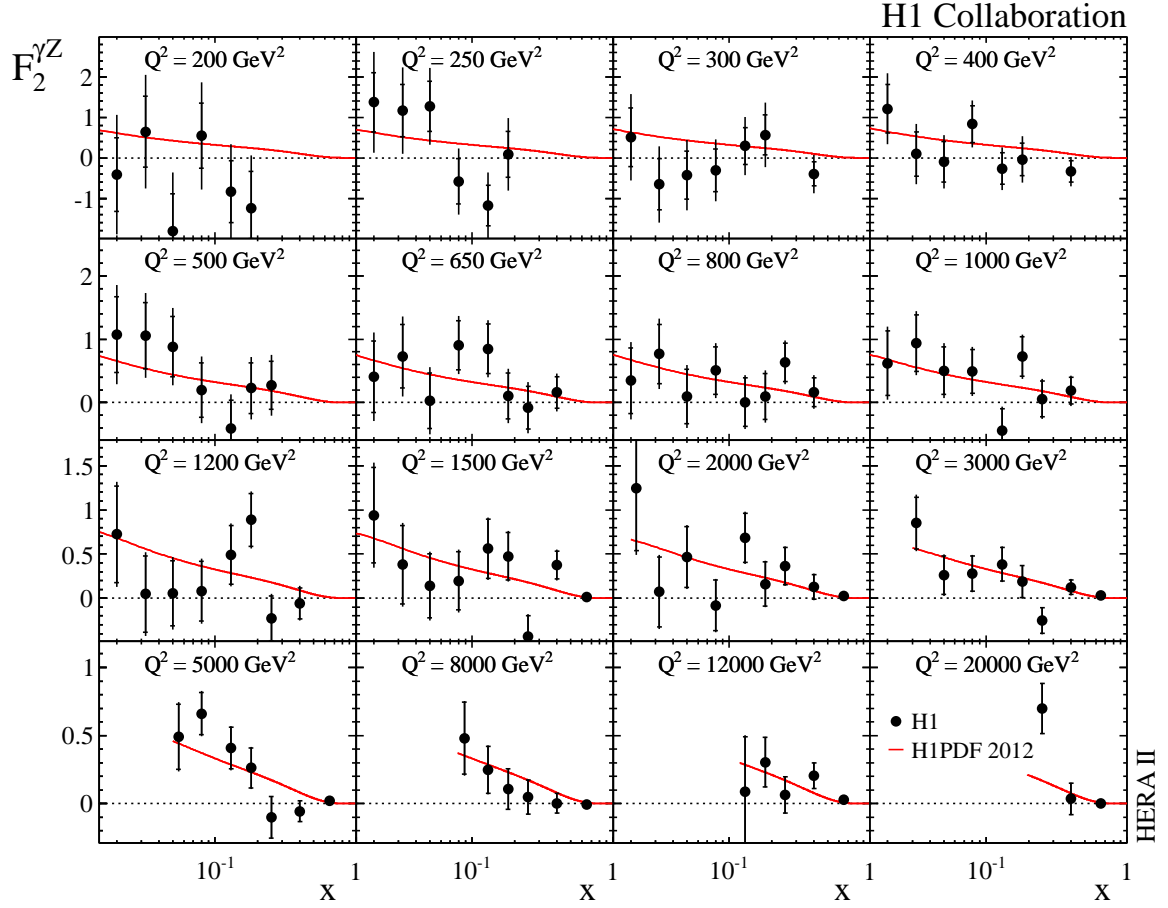 H1 Collaboration
F₂^γZ
Q² = 200 GeV²
Q² = 250 GeV²
Q² = 300 GeV²
Q² = 400 GeV²
2
1
0
-1
Q² = 500 GeV²
Q² = 650 GeV²
Q² = 800 GeV²
Q² = 1000 GeV²
2
1
0
Q² = 1200 GeV²
Q² = 1500 GeV²
Q² = 2000 GeV²
Q² = 3000 GeV²
1.5
1
0.5
0
Q² = 5000 GeV²
Q² = 8000 GeV²
Q² = 12000 GeV²
Q² = 20000 GeV²
1
0.5
0
H1
H1PDF 2012
HERA II
10⁻¹ 1 10⁻¹ 1 10⁻¹ 1 10⁻¹ 1
x x x x